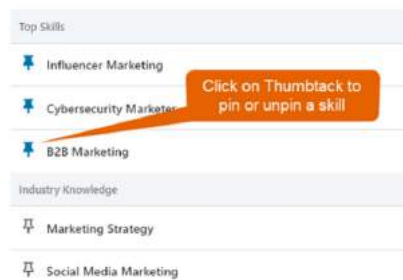 Top Skills
Influencer Marketing
Click on Thumbtack to
pin or unpin a skill
Cybersecurity Marketer
B2B Marketing
Industry Knowledge
Marketing Strategy
Social Media Marketing